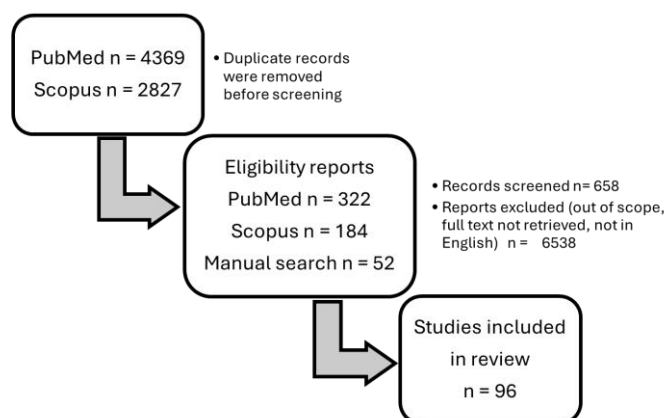 PubMed n = 4369
Scopus n = 2827
• Duplicate records
were removed
before screening
Eligibility reports
PubMed n = 322
Scopus n = 184
Manual search n = 52
• Records screened n= 658
• Reports excluded (out of scope,
full text not retrieved, not in
English) n = 6538
Studies included
in review
n = 96